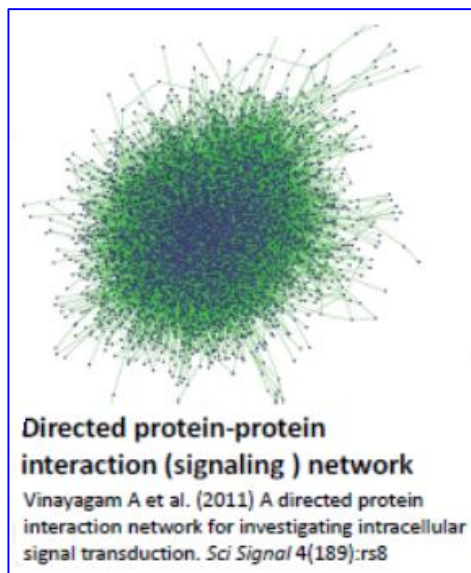 Directed protein-protein
interaction (signaling ) network
Vinayagam A et al. (2011) A directed protein
interaction network for investigating intracellular
signal transduction. Sci Signal 4(189):rs8